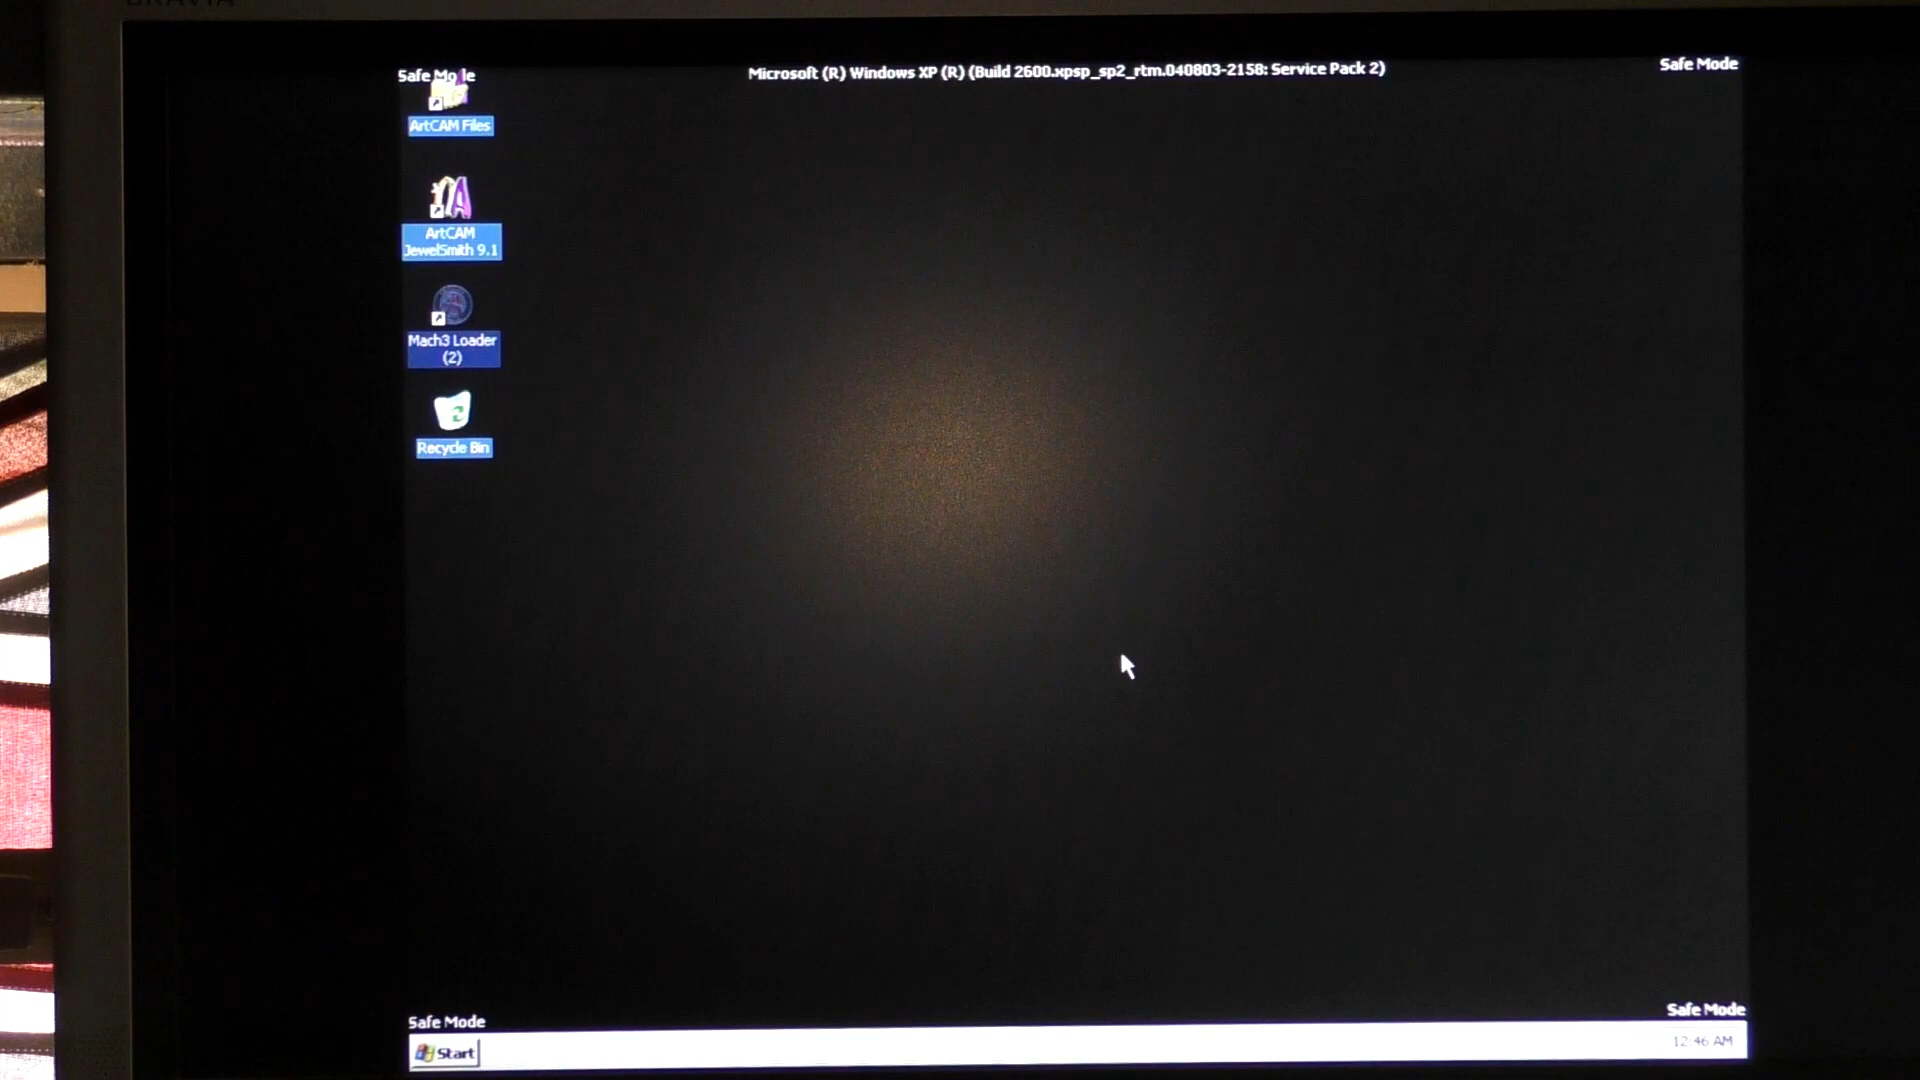 BRAVIA
Safe Mode
Microsoft (R) Windows XP (R) (Build 2600.xpsp_sp2_rtm.040803-2158: Service Pack 2)
Safe Mode
ArtCAM Files
ArtCAM
JewelSmith 9.1
Mach3 Loader
(2)
Recycle Bin
Safe Mode
Safe Mode
Start
12:46 AM